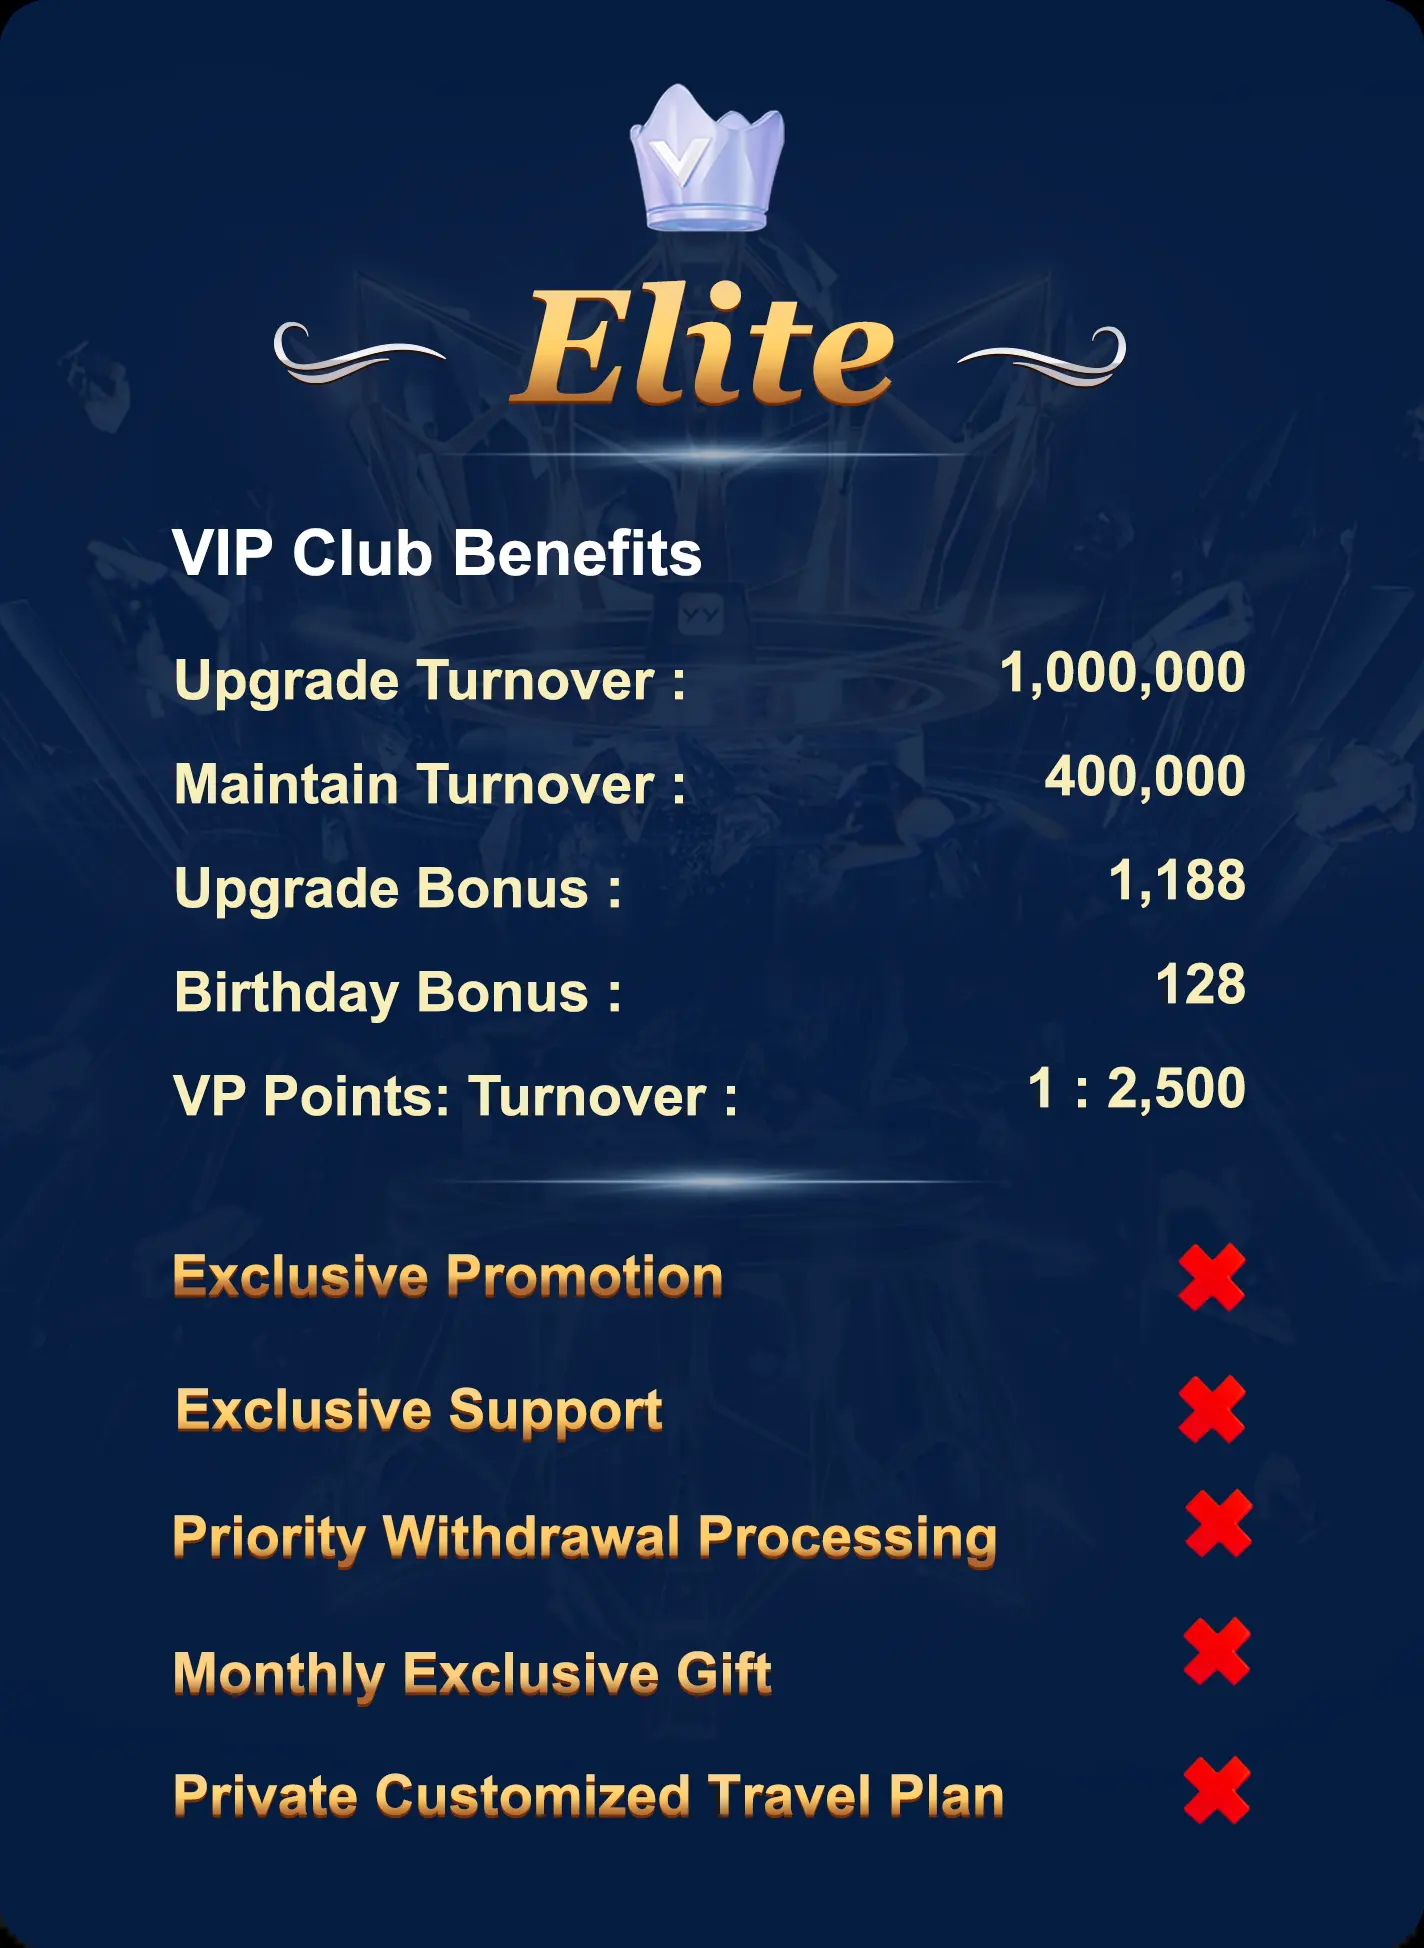 V
Elite
VIP Club Benefits
YY
Upgrade Turnover : 1,000,000
Maintain Turnover : 400,000
Upgrade Bonus : 1,188
Birthday Bonus : 128
VP Points: Turnover : 1 : 2,500
Exclusive Promotion
Exclusive Support
Priority Withdrawal Processing
Monthly Exclusive Gift
Private Customized Travel Plan